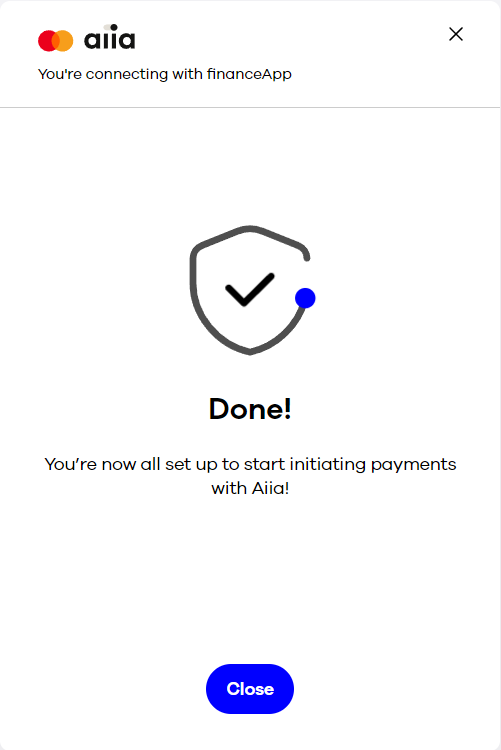 aiia
You're connecting with financeApp
Done!
You’re now all set up to start initiating payments
with Aiia!
Close